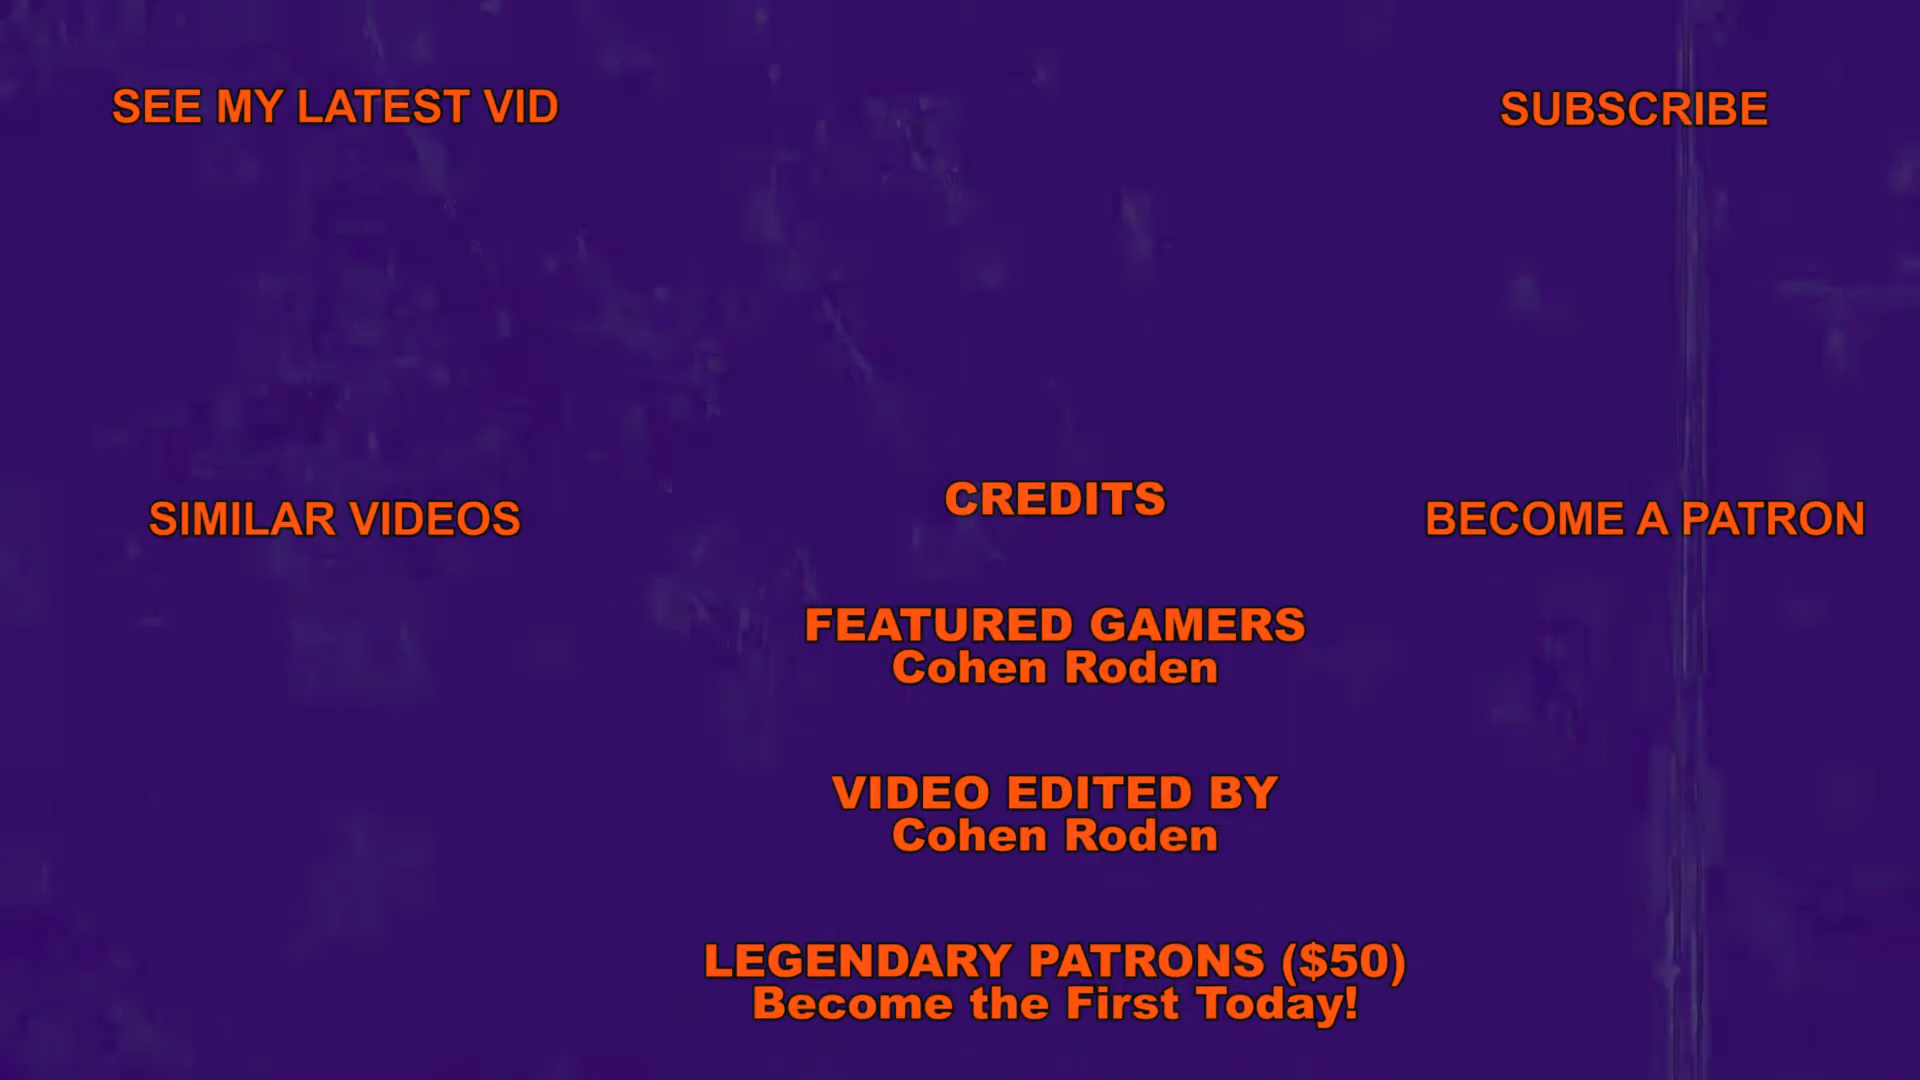 SEE MY LATEST VID
SUBSCRIBE
SIMILAR VIDEOS
CREDITS
BECOME A PATRON
FEATURED GAMERS
Cohen Roden
VIDEO EDITED BY
Cohen Roden
LEGENDARY PATRONS ($50)
Become the First Today!